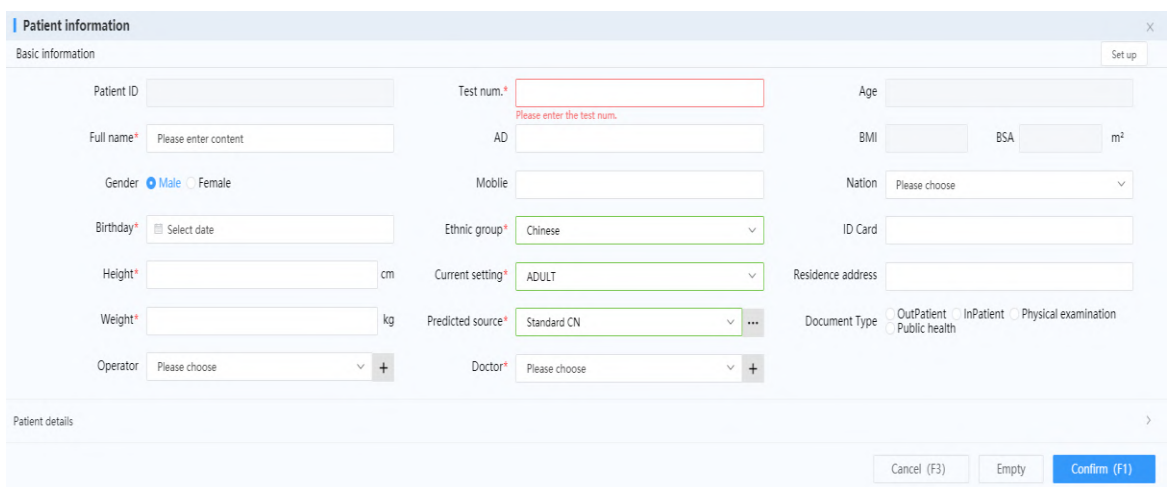 Patient information
X
Basic information
Set up
Patient ID
Test num.*
Age
Please enter the test num.
Full name* Please enter content
AD
BMI
BSA
m²
Gender Male Female
Moblie
Nation Please choose
Birthday* Select date
Ethnic group* Chinese
ID Card
Height* cm
Current setting* ADULT
Residence address
Weight* kg
Predicted source* Standard CN ...
Document Type OutPatient InPatient Physical examination
Public health
Operator Please choose +
Doctor* Please choose +
Patient details
Cancel (F3) Empty Confirm (F1)